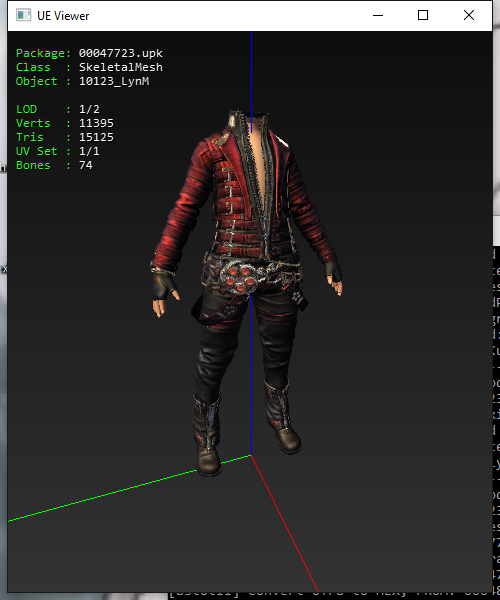 UE Viewer
Package: 00047723.upk
Class : SkeletalMesh
Object : 10123_LynM
LOD : 1/2
Verts : 11395
Tris : 15125
UV Set : 1/1
Bones : 74